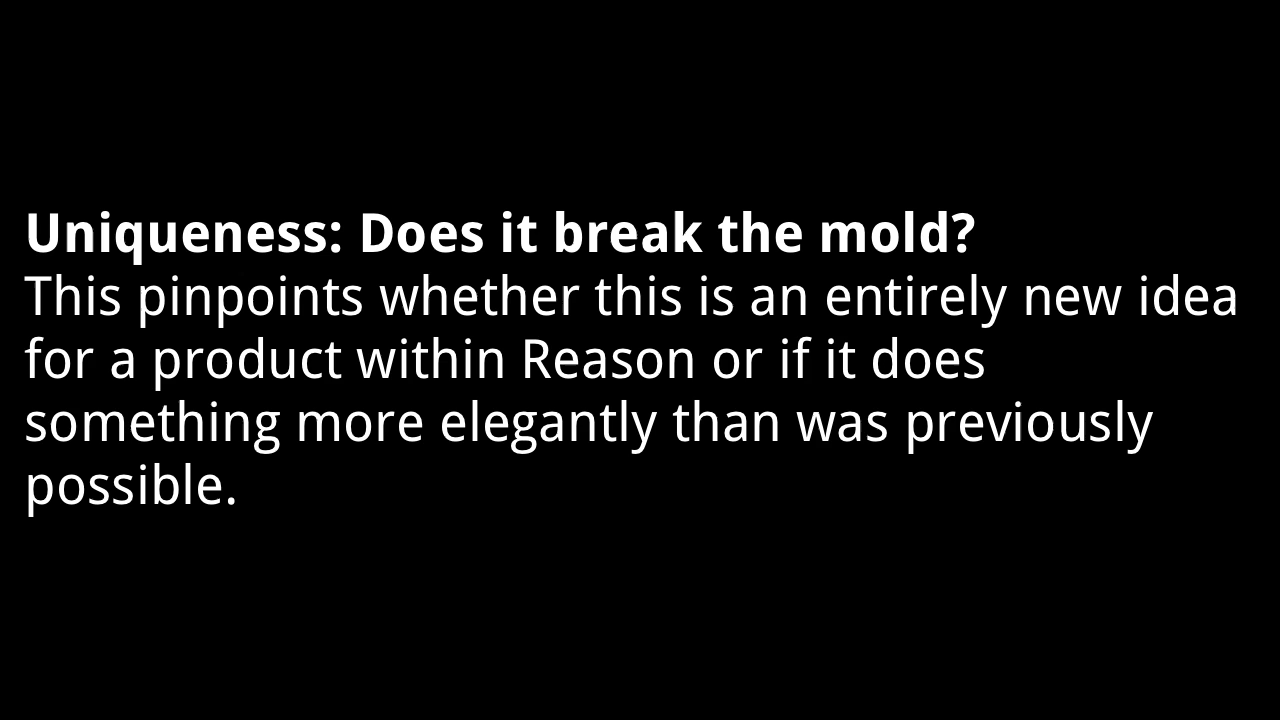 Uniqueness: Does it break the mold?
This pinpoints whether this is an entirely new idea
for a product within Reason or if it does
something more elegantly than was previously
possible.